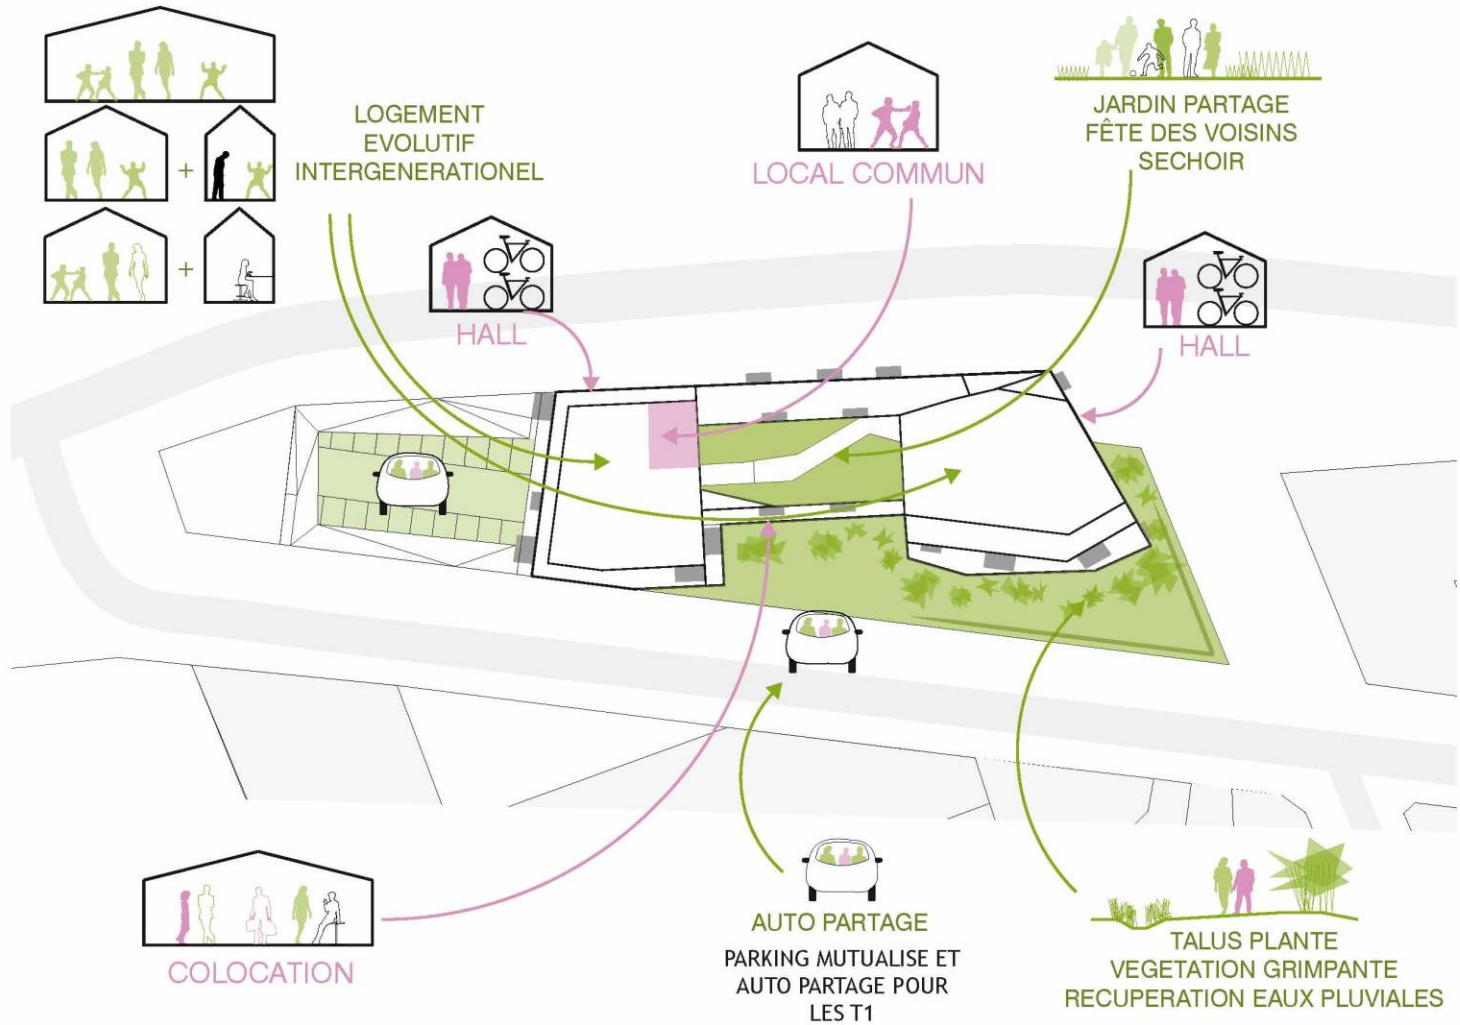 LOGEMENT
EVOLUTIF
INTERGENERATIONEL
LOCAL COMMUN
JARDIN PARTAGE
FÊTE DES VOISINS
SECHOIR
HALL
HALL
COLOCATION
AUTO PARTAGE
PARKING MUTUALISE ET
AUTO PARTAGE POUR
LES T1
TALUS PLANTE
VEGETATION GRIMPANTE
RECUPERATION EAUX PLUVIALES